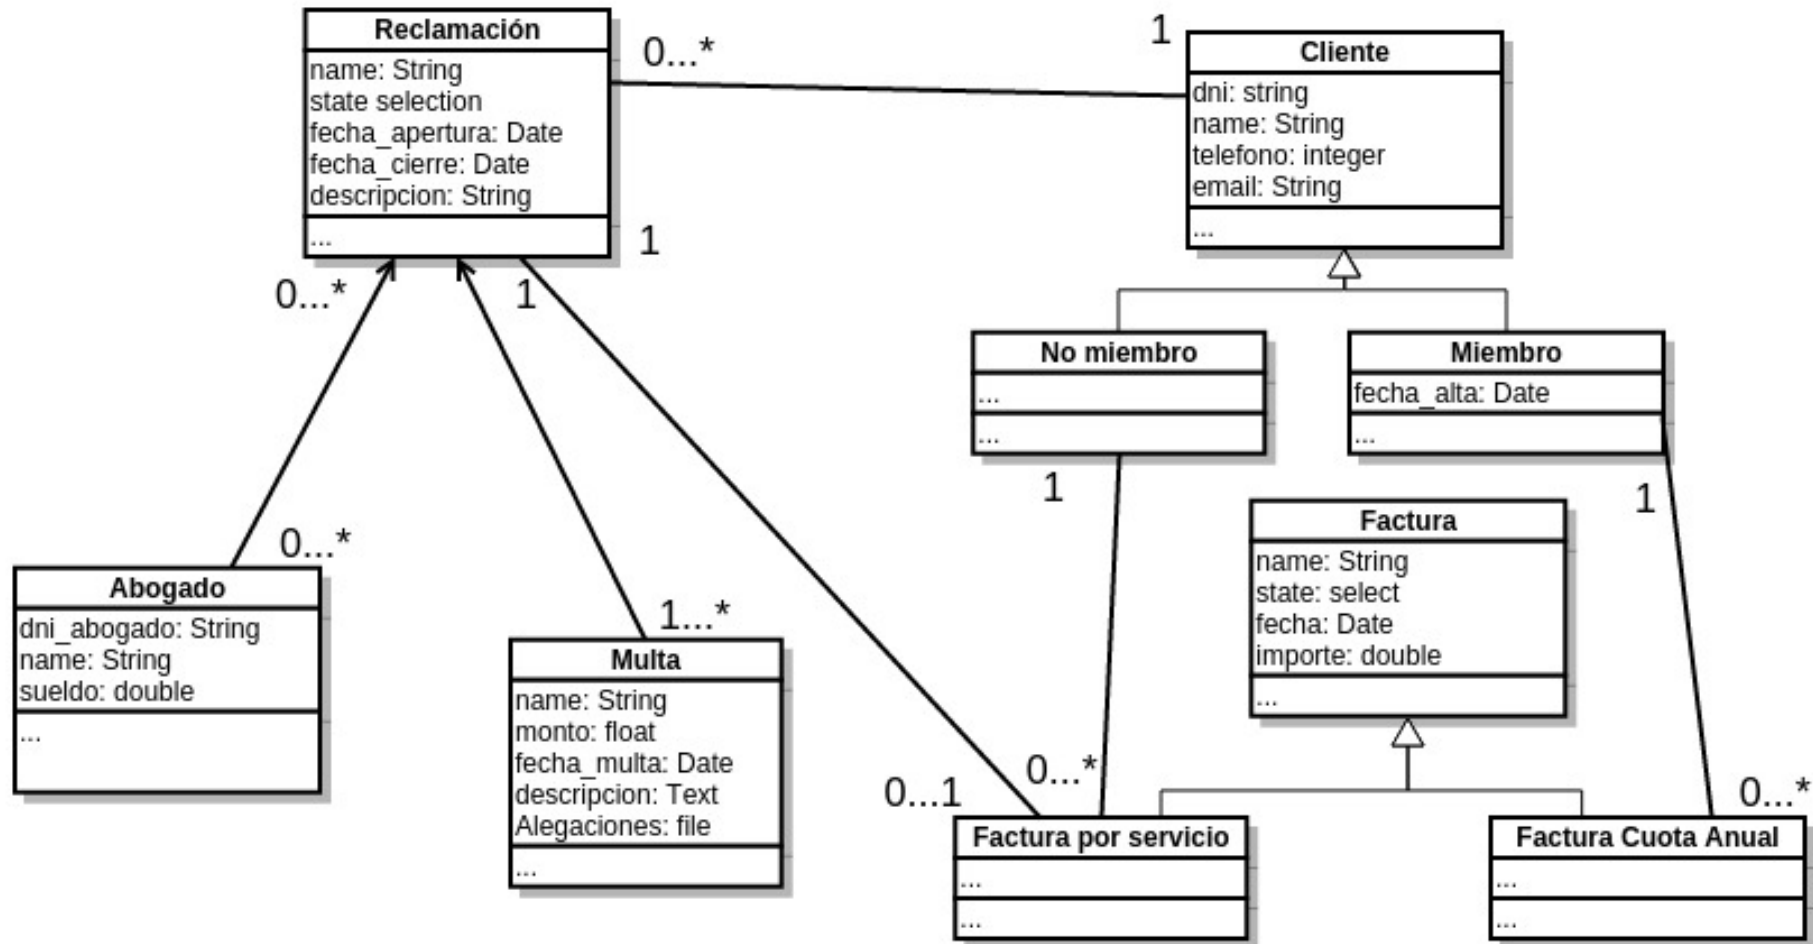 Reclamación
name: String
state selection
fecha_apertura: Date
fecha_cierre: Date
descripcion: String
...
0...*
1
Cliente
dni: string
name: String
telefono: integer
email: String
...
1
0...*
1
No miembro
...
...
1
Miembro
fecha_alta: Date
...
1
Factura
name: String
state: select
fecha: Date
importe: double
...
0...*
Abogado
dni_abogado: String
name: String
sueldo: double
...
1...*
Multa
name: String
monto: float
fecha_multa: Date
descripcion: Text
Alegaciones: file
...
0...1
0...*
Factura por servicio
...
...
0...*
Factura Cuota Anual
...
...